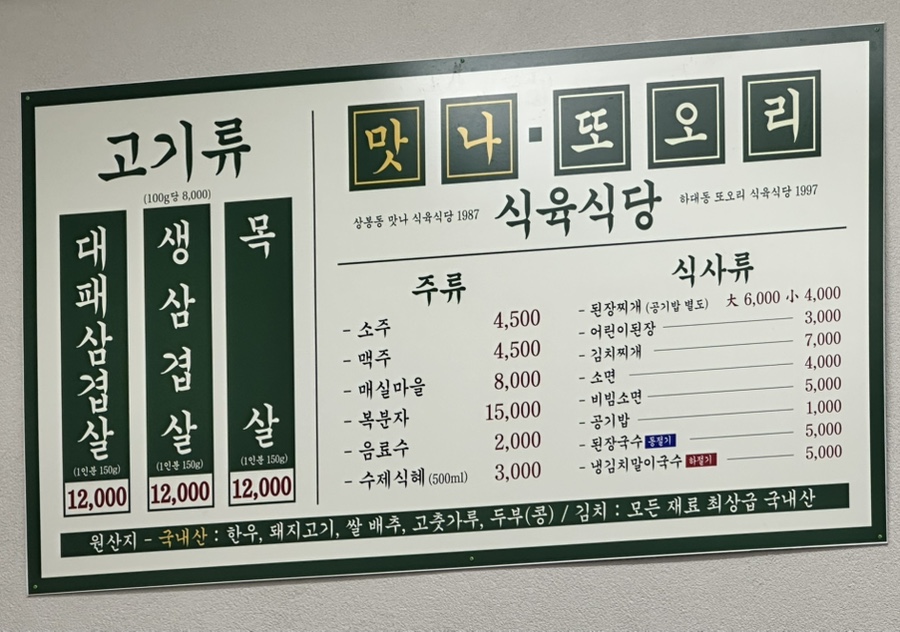 고기류
(100g당 8,000)
대패삼겹살
(1인분 150g)
12,000
생삼겹살
(1인분 150g)
12,000
목살
(1인분 150g)
12,000
맛나·또오리
상봉동 맛나 식육식당 1987 식육식당 하대동 또오리 식육식당 1997
주류
- 소주 4,500
- 맥주 4,500
- 매실마을 8,000
- 복분자 15,000
- 음료수 2,000
- 수제식혜 (500ml) 3,000
식사류
- 된장찌개 (공기밥 별도) 大 6,000 小 4,000
- 어린이된장 3,000
- 김치찌개 7,000
- 소면 4,000
- 비빔소면 5,000
- 공기밥 1,000
- 된장국수 동절기 5,000
- 냉김치말이국수 하절기 5,000
원산지 - 국내산 : 한우, 돼지고기, 쌀 배추, 고춧가루, 두부(콩) / 김치 : 모든 재료 최상급 국내산